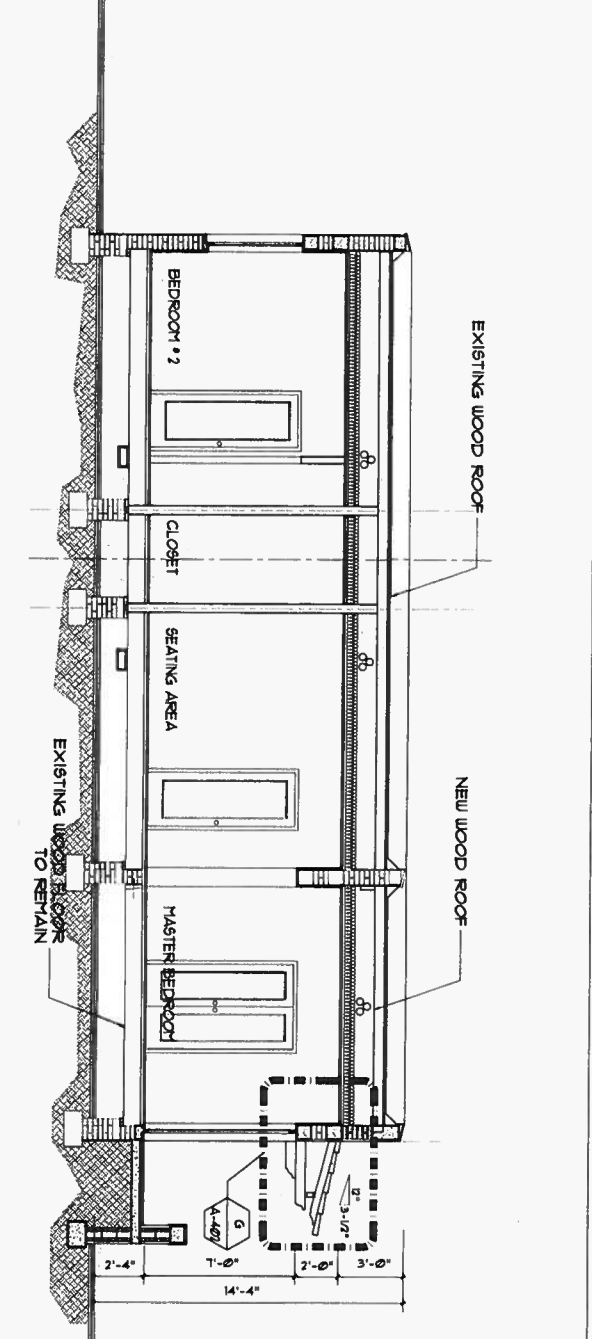 EXISTING WOOD ROOF
NEW WOOD ROOF
BEDROOM #2
CLOSET
SEATING AREA
MASTER BEDROOM
EXISTING WOOD FLOOR
TO REMAIN
12"
3-1/2"
G
A-407
3'-0"
2'-0"
7'-0"
2'-4"
14'-4"